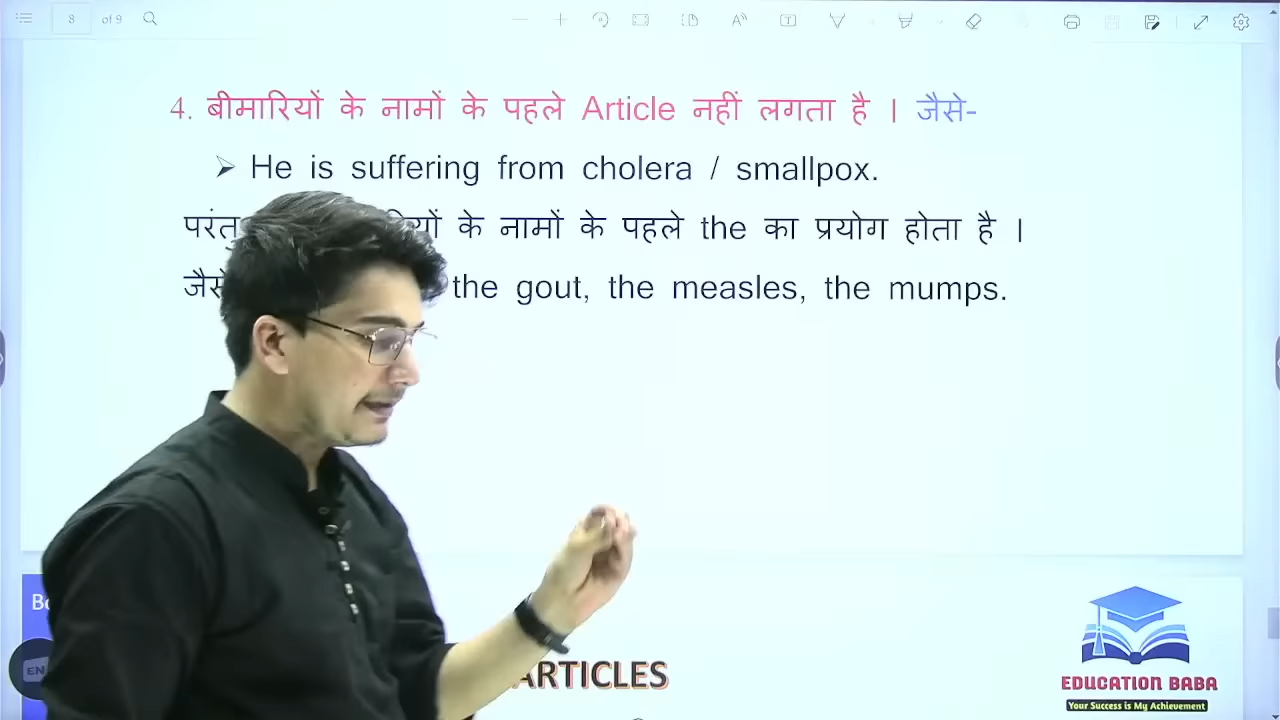 8 of 9
4. बीमारियों के नामों के पहले Article नहीं लगता है । जैसे-
➢ He is suffering from cholera / smallpox.
परंतु के नामों के पहले the का प्रयोग होता है ।
the gout, the measles, the mumps.
EN
ARTICLES
EDUCATION BABA
Your Success is My Achievement